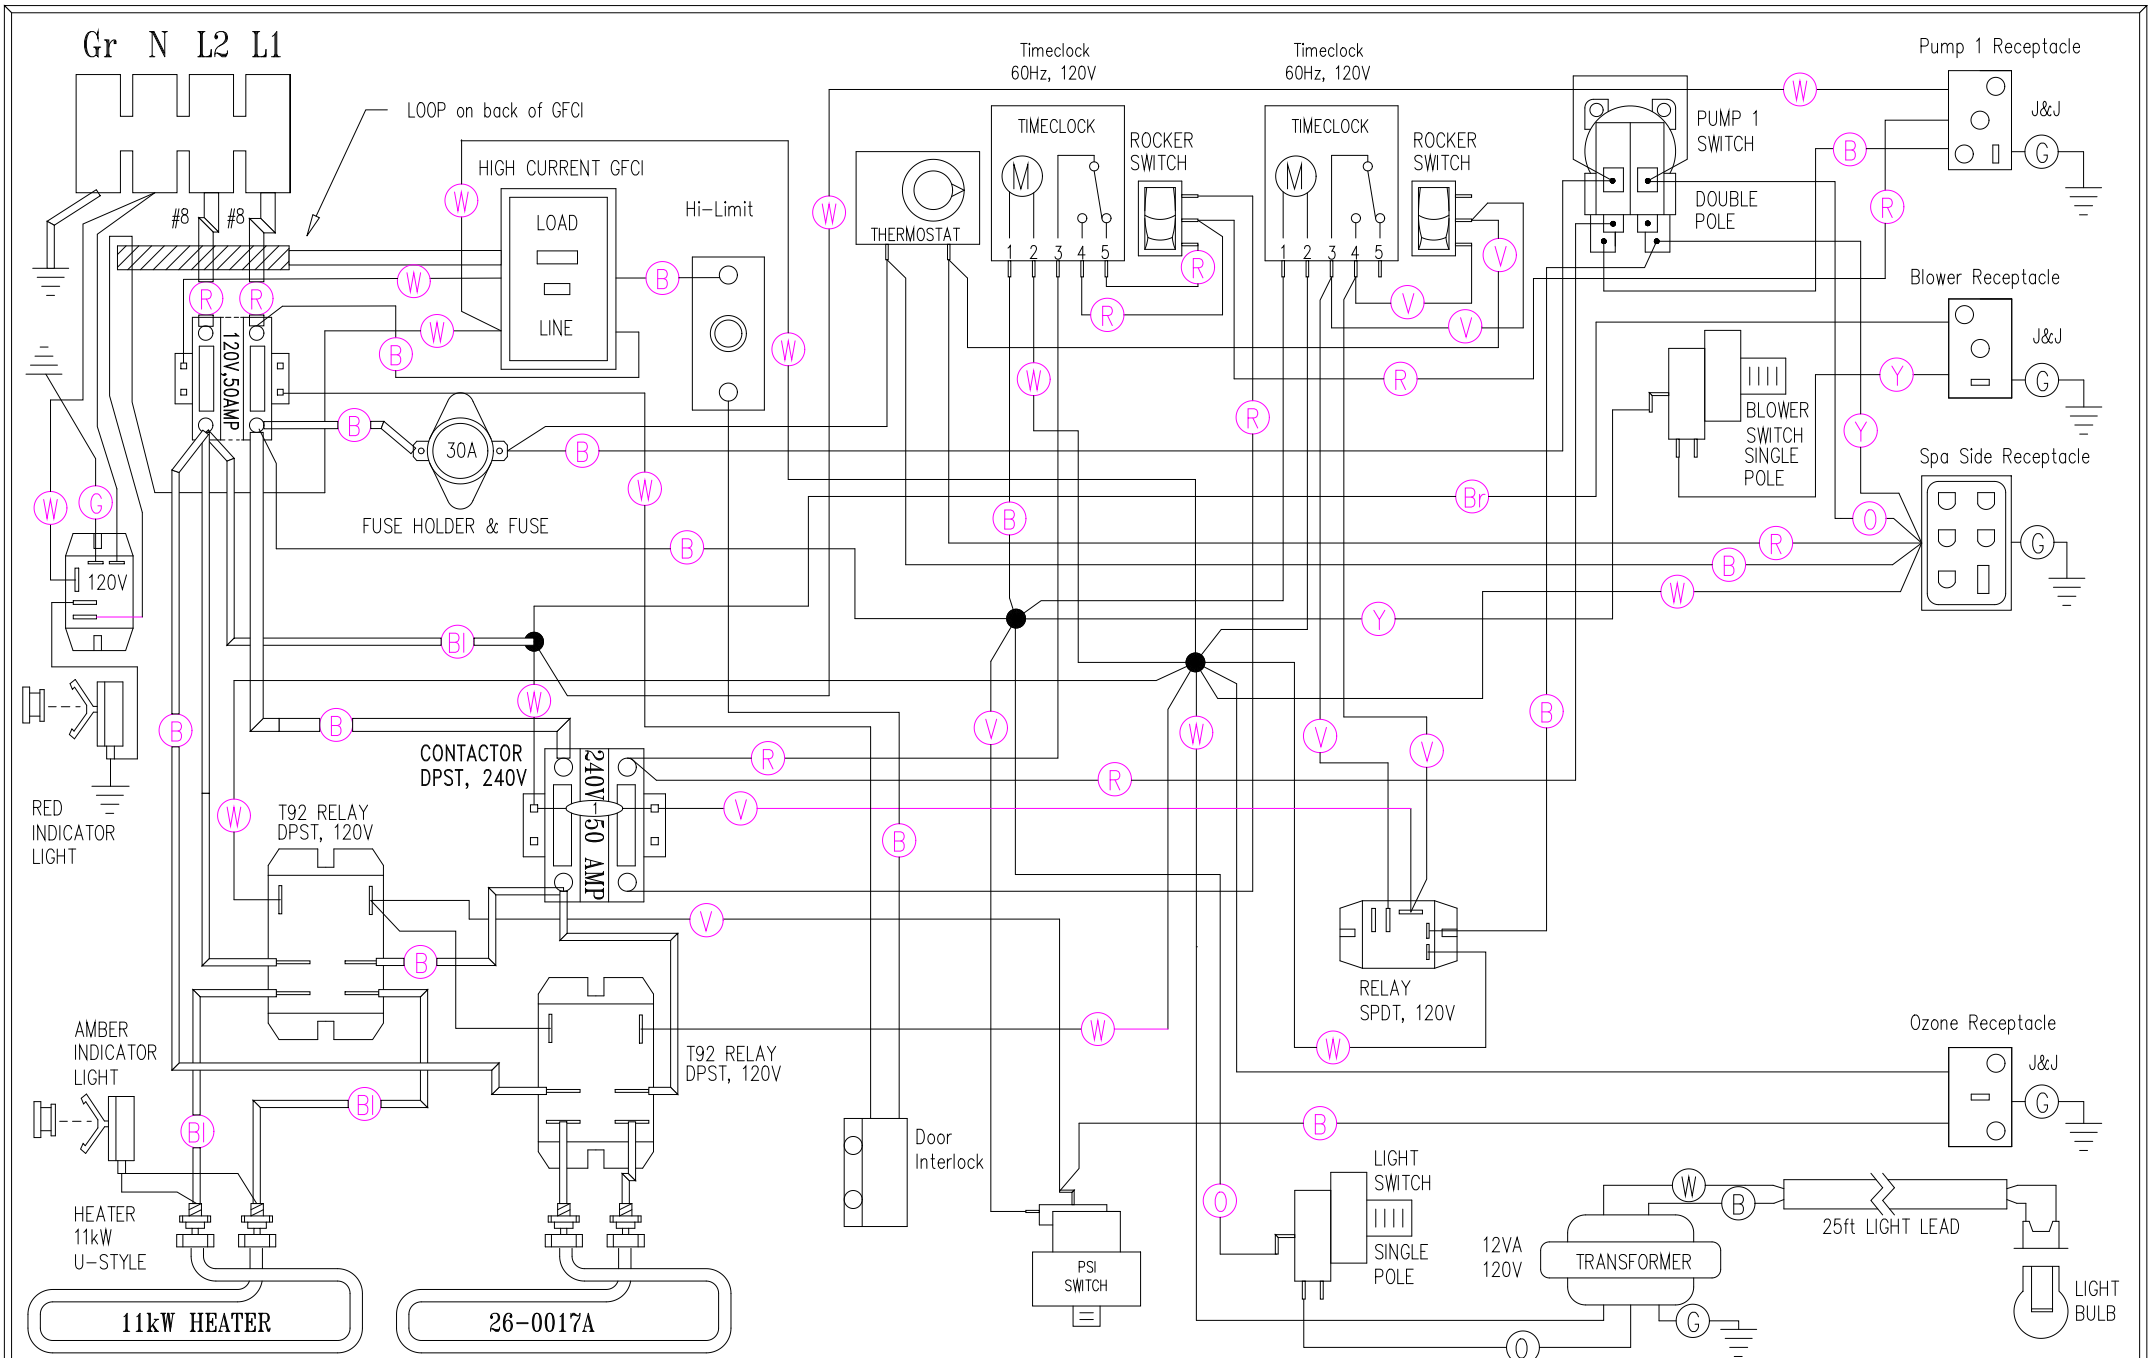 Gr N L2 L1
LOOP on back of GFCI
#8 #8
HIGH CURRENT GFCI
LOAD
LINE
Hi-Limit
Timeclock
60Hz, 120V
TIMECLOCK
M
1 2 3 4 5
ROCKER
SWITCH
Timeclock
60Hz, 120V
TIMECLOCK
M
1 2 3 4 5
ROCKER
SWITCH
THERMOSTAT
PUMP 1
SWITCH
DOUBLE
POLE
Pump 1 Receptacle
J&J
G
W
B
R
W
W
W
W
W
B
B
R
R
R
R
V
V
V
Blower Receptacle
J&J
G
Y
BLOWER
SWITCH
SINGLE
POLE
120V,50AMP
B
30A
FUSE HOLDER & FUSE
B
W
B
W
R
R
Y
Spa Side Receptacle
G
O
Br
R
B
W
Y
W
G
120V
B
Bl
W
B
B
V
W
V
V
B
RED
INDICATOR
LIGHT
W
CONTACTOR
DPST, 240V
240V-50 AMP
1
R
R
V
B
T92 RELAY
DPST, 120V
B
V
RELAY
SPDT, 120V
W
W
T92 RELAY
DPST, 120V
AMBER
INDICATOR
LIGHT
Bl
Bl
Ozone Receptacle
J&J
G
B
Door
Interlock
PSI
SWITCH
O
LIGHT
SWITCH
SINGLE
POLE
12VA
120V
TRANSFORMER
W
B
25ft LIGHT LEAD
G
O
LIGHT
BULB
HEATER
11kW
U-STYLE
11kW HEATER
26-0017A